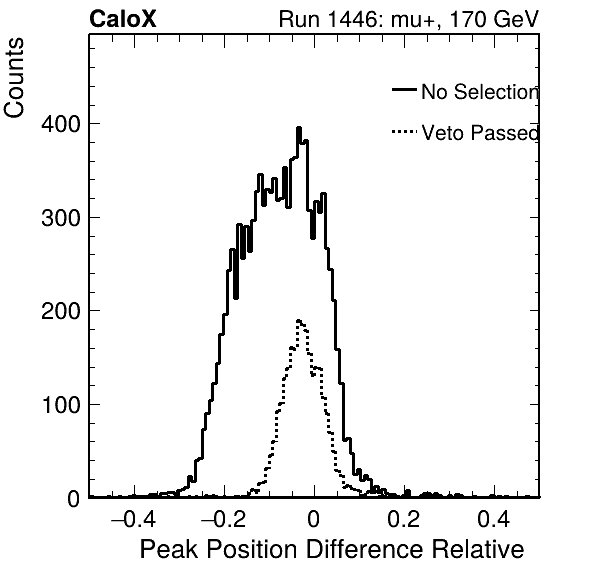 CaloX Run 1446: mu+, 170 GeV
Counts
No Selection
Veto Passed
400
300
200
100
0
−0.4 −0.2 0 0.2 0.4
Peak Position Difference Relative